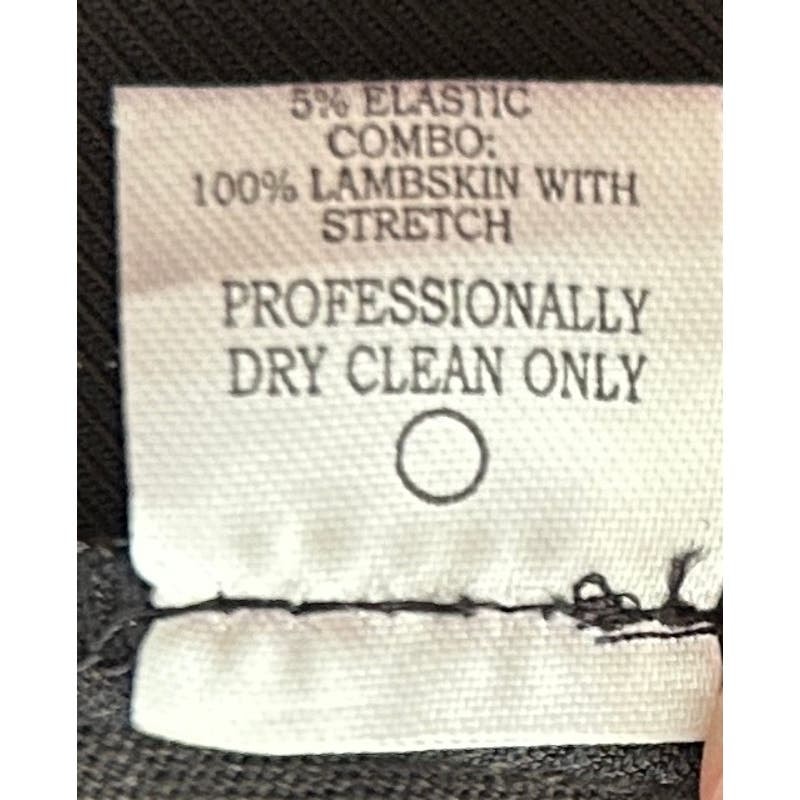 5% ELASTIC
COMBO:
100% LAMBSKIN WITH
STRETCH
PROFESSIONALLY
DRY CLEAN ONLY